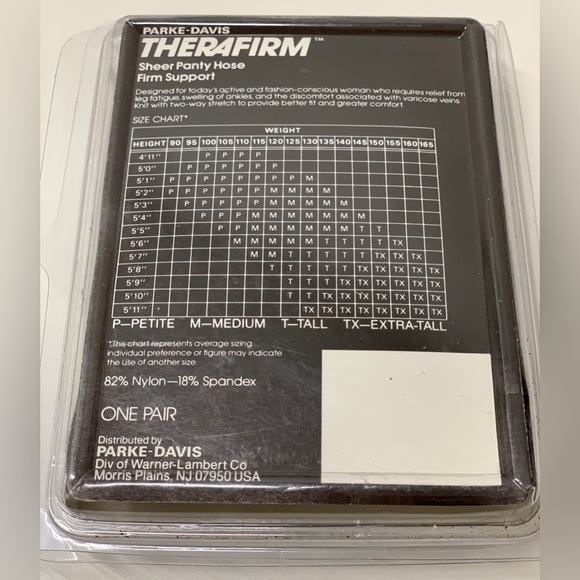 PARKE-DAVIS
THERAFIRM™
Sheer Panty Hose
Firm Support
Designed for today's active and fashion-conscious woman who requires relief from
leg fatigue, swelling of ankles, and the discomfort associated with varicose veins.
Knit with two-way stretch to provide better fit and greater comfort.
SIZE CHART*
WEIGHT
HEIGHT 90 95 100 105 110 115 120 125 130 135 140 145 150 155 160 165
4'11" P P P P
5'0" P P P P P P
5'1" P P P P P P P P M
5'2" P P P P P M M M M M
5'3" P P P P M M M M M M
5'4" P P P M M M M M M M
5'5" P P M M M M M M T T
5'6" M M M M M T T T T TX
5'7" M M M T T T TX TX TX TX
5'8" T T T T T TX TX TX TX TX
5'9" T T T T TX TX TX TX TX
5'10" T T TX TX TX TX TX TX TX
5'11" TX TX TX TX TX TX TX TX
P—PETITE M—MEDIUM T—TALL TX—EXTRA-TALL
*This chart represents average sizing
individual preference or figure may indicate
the use of another size.
82% Nylon—18% Spandex
ONE PAIR
Distributed by
PARKE-DAVIS
Div of Warner-Lambert Co
Morris Plains, NJ 07950 USA